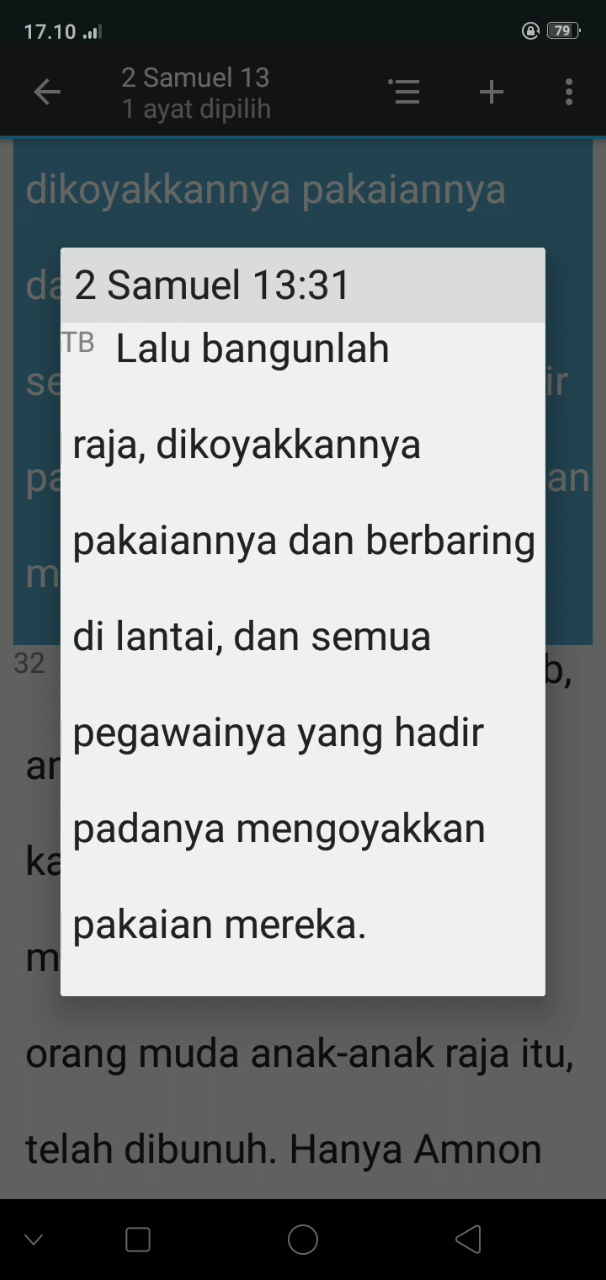 17.10
79
2 Samuel 13
1 ayat dipilih
dikoyakkannya pakaiannya
2 Samuel 13:31
TB Lalu bangunlah
raja, dikoyakkannya
pakaiannya dan berbaring
di lantai, dan semua
pegawainya yang hadir
padanya mengoyakkan
pakaian mereka.
32
orang muda anak-anak raja itu,
telah dibunuh. Hanya Amnon